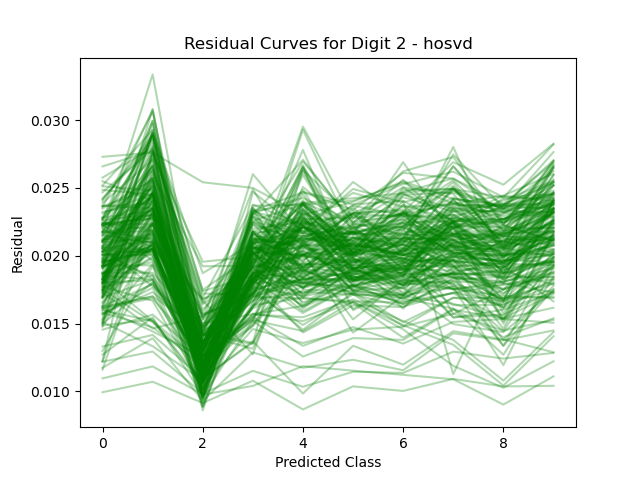 Residual Curves for Digit 2 - hosvd
0.030
0.025
0.020
0.015
0.010
Residual
0 2 4 6 8
Predicted Class